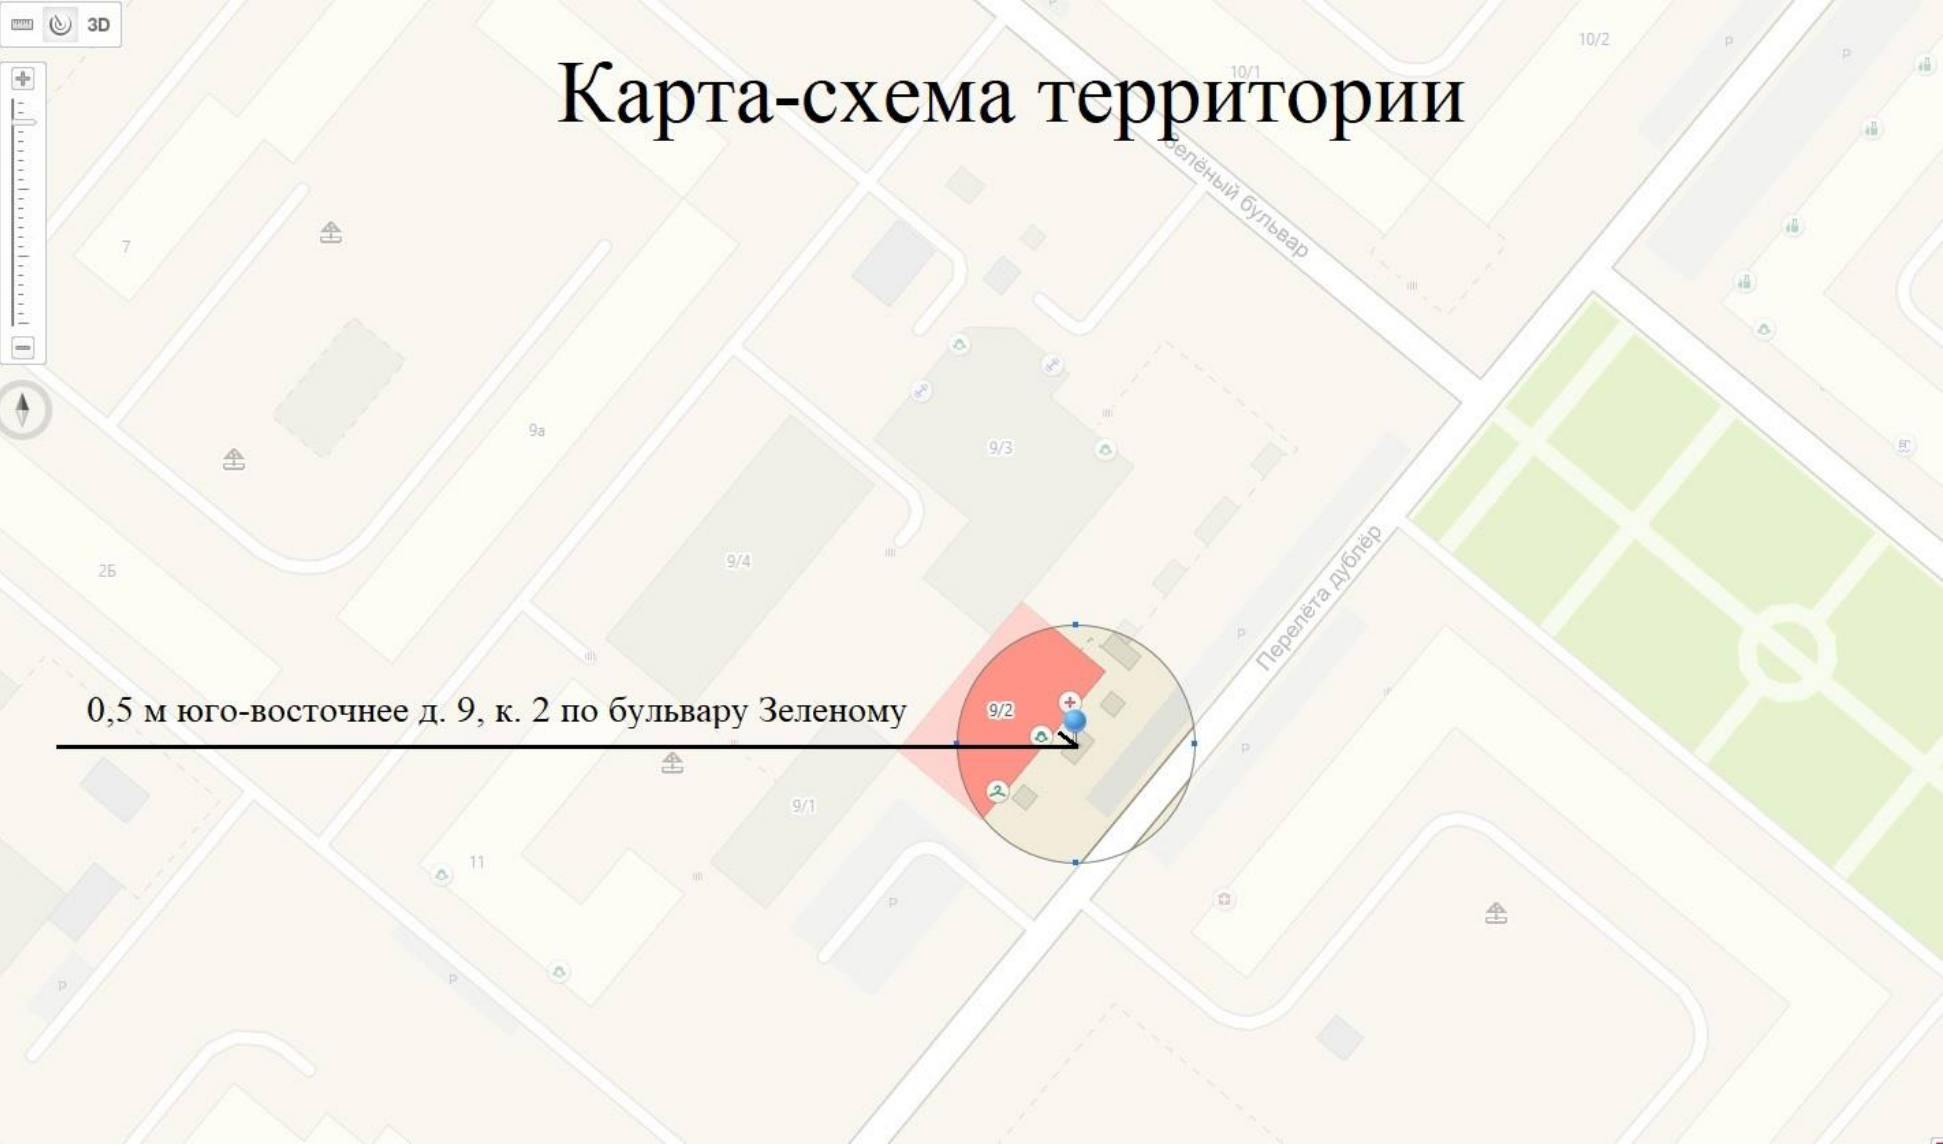 3D
Карта-схема территории
10/2
10/1
P
P
Зелёный бульвар
7
9а
9/3
9/4
2Б
Перелёта дублёр
P
9/2
0,5 м юго-восточнее д. 9, к. 2 по бульвару Зеленому
P
9/1
11
P
P
P